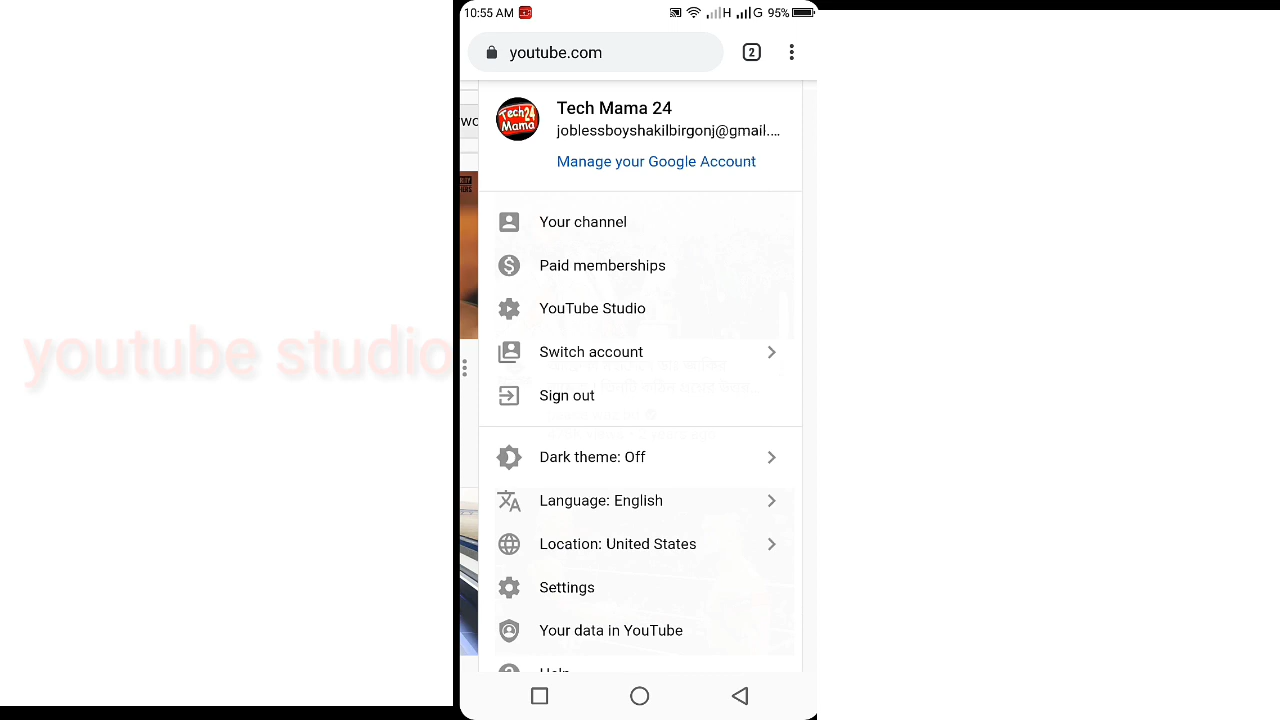 10:55 AM
H
G
95%
youtube.com
2
Tech Mama 24
joblessboyshakilbirgonj@gmail....
Manage your Google Account
Tech24
Mama
Your channel
Paid memberships
YouTube Studio
Switch account
Sign out
Dark theme: Off
Language: English
Location: United States
Settings
Your data in YouTube
youtube studio